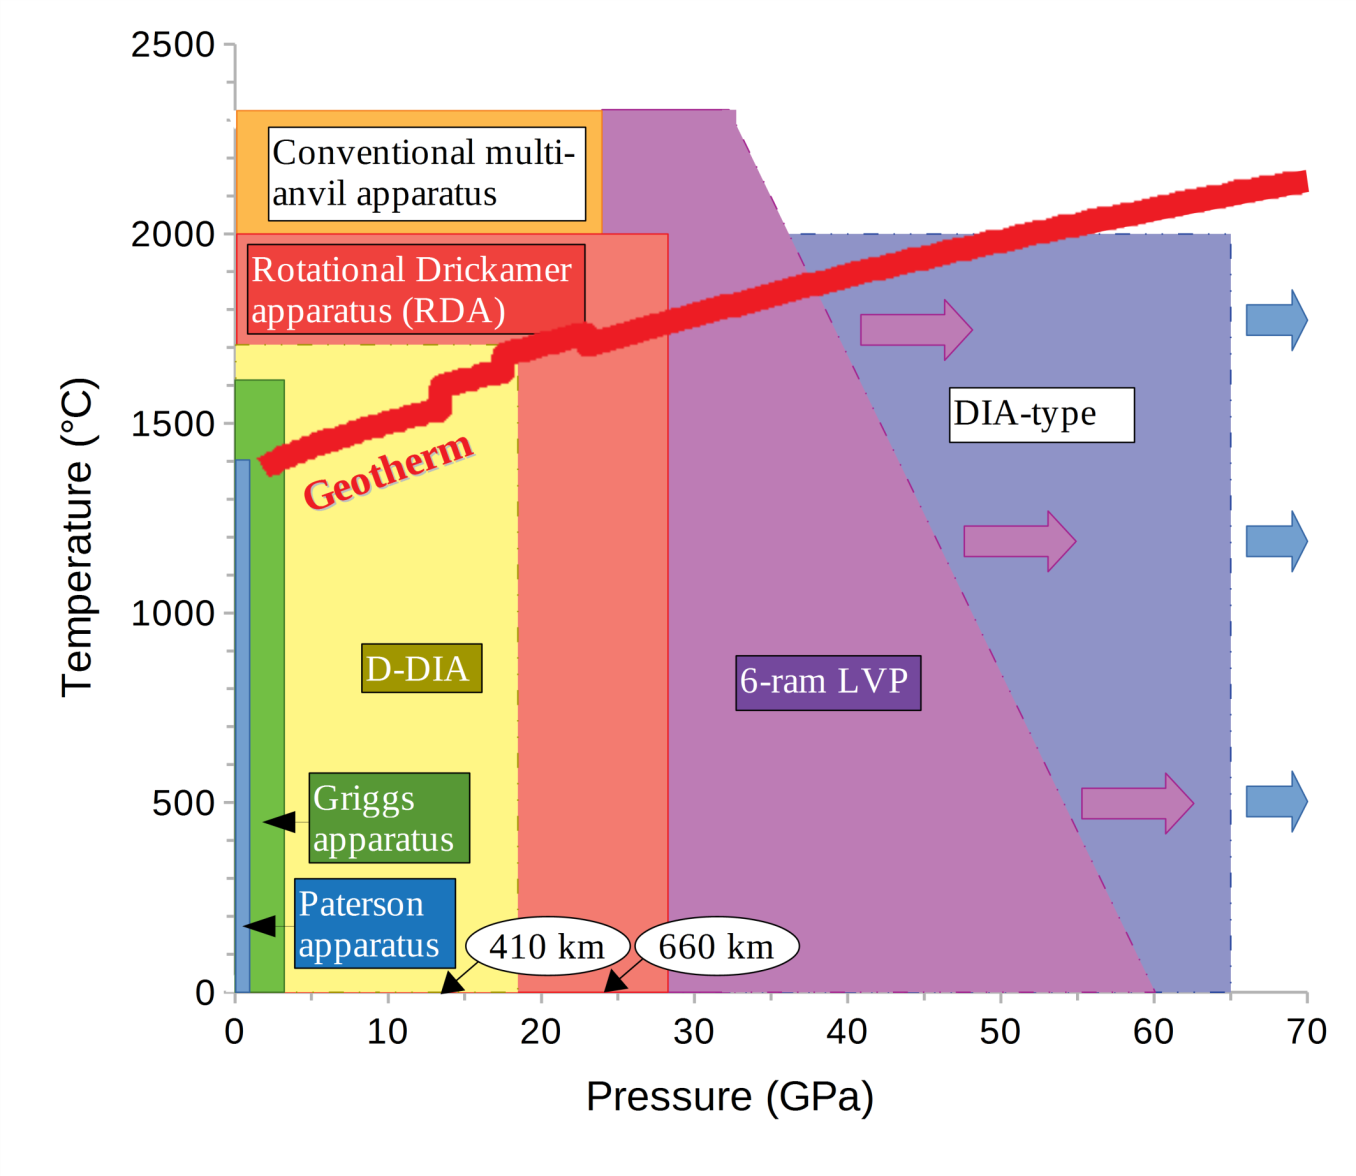 2500
2000
1500
1000
500
0
Temperature (°C)
Conventional multi-
anvil apparatus
Rotational Drickamer
apparatus (RDA)
Geotherm
DIA-type
D-DIA
6-ram LVP
Griggs
apparatus
Paterson
apparatus
410 km
660 km
0 10 20 30 40 50 60 70
Pressure (GPa)